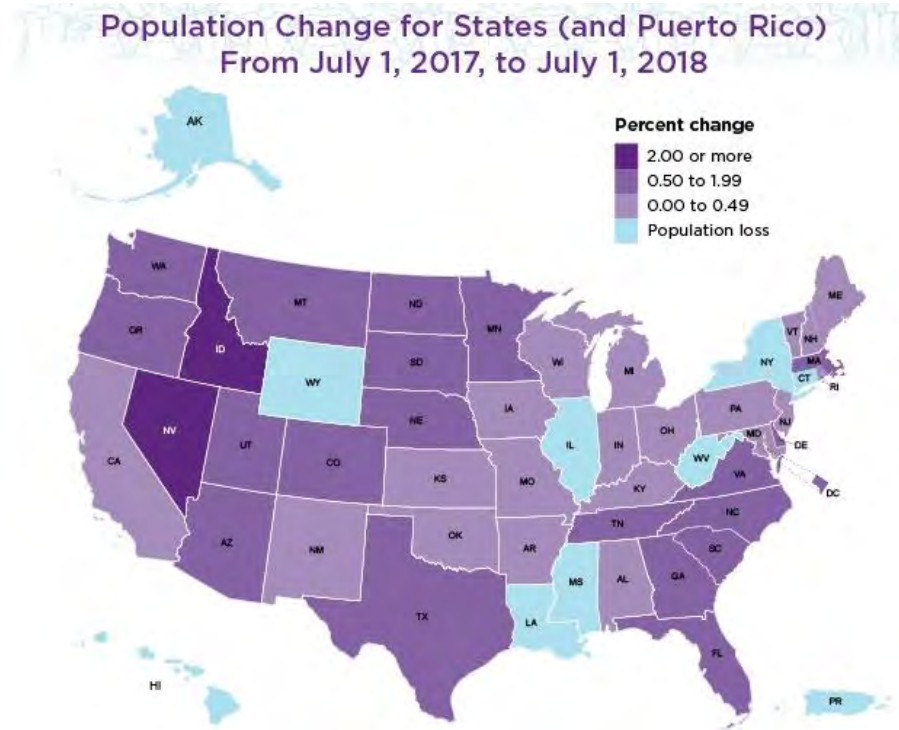 Population Change for States (and Puerto Rico)
From July 1, 2017, to July 1, 2018
AK
Percent change
2.00 or more
0.50 to 1.99
0.00 to 0.49
Population loss
WA
MT
ND
MN
ME
VT
NH
OR
ID
SD
WI
MI
NY
MA
CT
RI
WY
NE
IA
PA
NJ
NV
UT
CO
IL
IN
OH
MD
DE
CA
KS
MO
KY
WV
VA
DC
AZ
NM
OK
AR
TN
NC
SC
TX
LA
MS
AL
GA
FL
HI
PR